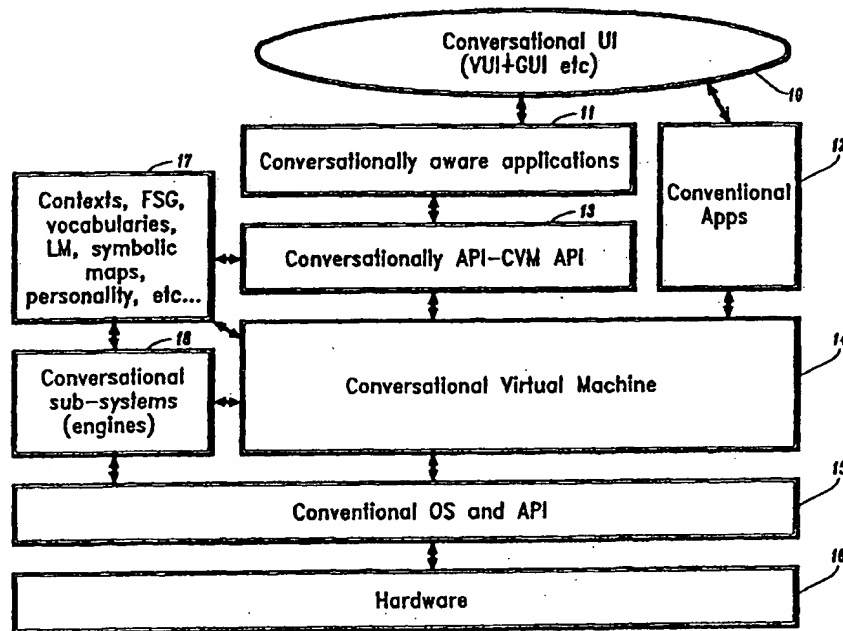 Conversational UI
(VUI+GUI etc)
10
11
Conversationally aware applications
12
Conventional
Apps
17
Contexts, FSG,
vocabularies,
LM, symbolic
maps,
personality, etc...
13
Conversationally API-CVM API
18
Conversational
sub-systems
(engines)
14
Conversational Virtual Machine
15
Conventional OS and API
16
Hardware